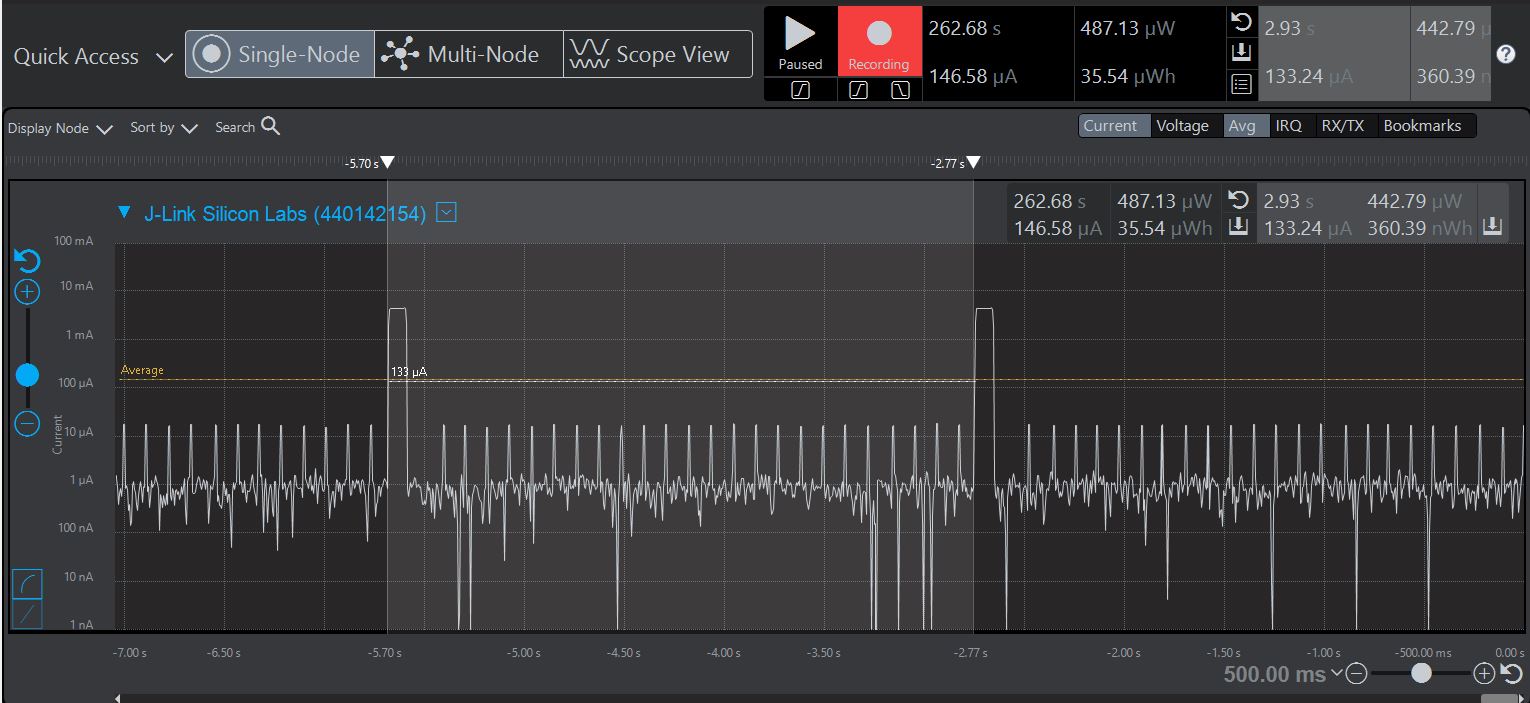 Quick Access
Single-Node
Multi-Node
Scope View
Paused
Recording
262.68 s
487.13 µW
146.58 µA
35.54 µWh
2.93 s
442.79 µ
133.24 µA
360.39 n
Display Node
Sort by
Search
Current
Voltage
Avg
IRQ
RX/TX
Bookmarks
-5.70 s
-2.77 s
J-Link Silicon Labs (440142154)
262.68 s
487.13 µW
2.93 s
442.79 µW
146.58 µA
35.54 µWh
133.24 µA
360.39 nWh
100 mA
10 mA
1 mA
Average
133 µA
100 µA
Current
10 µA
1 µA
100 nA
10 nA
1 nA
-7.00 s
-6.50 s
-5.70 s
-5.00 s
-4.50 s
-4.00 s
-3.50 s
-2.77 s
-2.00 s
-1.50 s
-1.00 s
-500.00 ms
0.00 s
500.00 ms